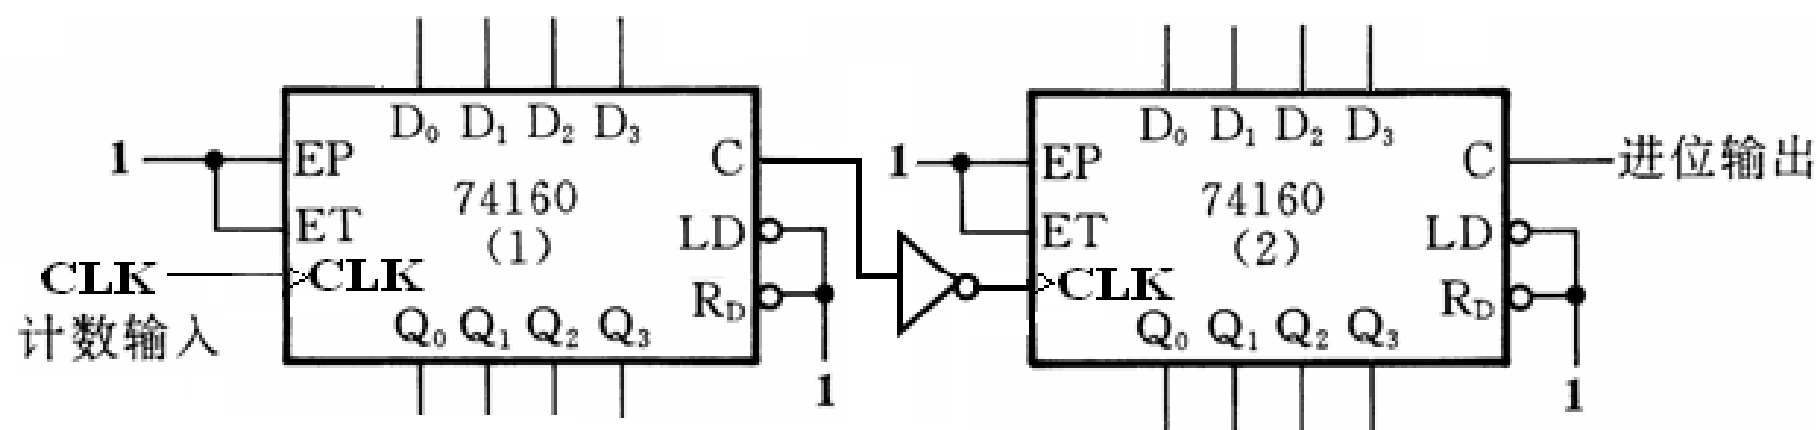 D₀ D₁ D₂ D₃
1 EP C
74160
ET (1) LD
CLK CLK
计数输入 R_D
Q₀ Q₁ Q₂ Q₃
1
D₀ D₁ D₂ D₃
1 EP C 进位输出
74160
ET (2) LD
CLK
R_D
Q₀ Q₁ Q₂ Q₃
1